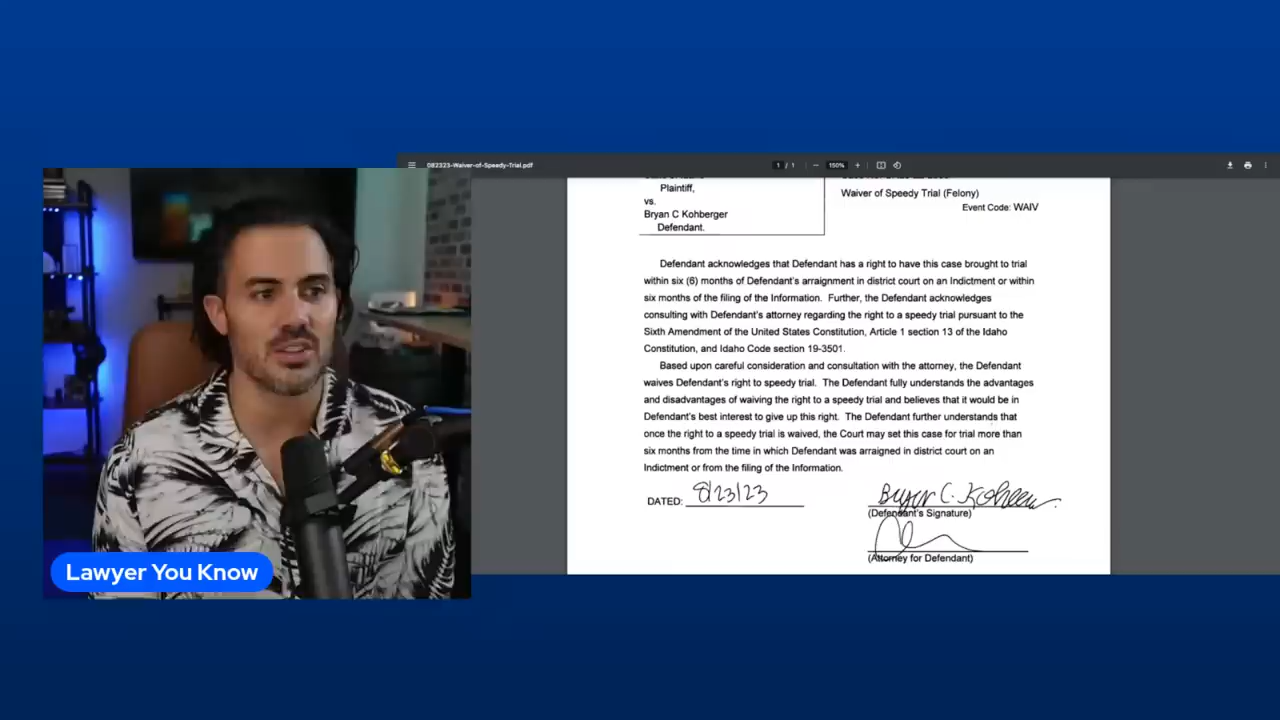 082323-Waiver-of-Speedy-Trial.pdf
1 / 1
150%
Plaintiff,
vs.
Bryan C Kohberger
Defendant.
Waiver of Speedy Trial (Felony)
Event Code: WAIV
Defendant acknowledges that Defendant has a right to have this case brought to trial
within six (6) months of Defendant's arraignment in district court on an Indictment or within
six months of the filing of the Information. Further, the Defendant acknowledges
consulting with Defendant's attorney regarding the right to a speedy trial pursuant to the
Sixth Amendment of the United States Constitution, Article 1 section 13 of the Idaho
Constitution, and Idaho Code section 19-3501.
Based upon careful consideration and consultation with the attorney, the Defendant
waives Defendant's right to speedy trial. The Defendant fully understands the advantages
and disadvantages of waiving the right to a speedy trial and believes that it would be in
Defendant's best interest to give up this right. The Defendant further understands that
once the right to a speedy trial is waived, the Court may set this case for trial more than
six months from the time in which Defendant was arraigned in district court on an
Indictment or from the filing of the Information.
DATED: 8/23/23
Bryan C.
(Defendant's Signature)
(Attorney for Defendant)
Lawyer You Know